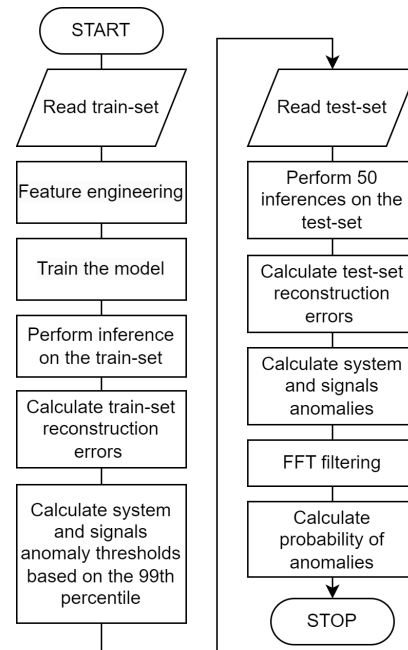 START
Read train-set
Feature engineering
Train the model
Perform inference
on the train-set
Calculate train-set
reconstruction
errors
Calculate system
and signals
anomaly thresholds
based on the 99th
percentile
Read test-set
Perform 50
inferences on the
test-set
Calculate test-set
reconstruction
errors
Calculate system
and signals
anomalies
FFT filtering
Calculate
probability of
anomalies
STOP